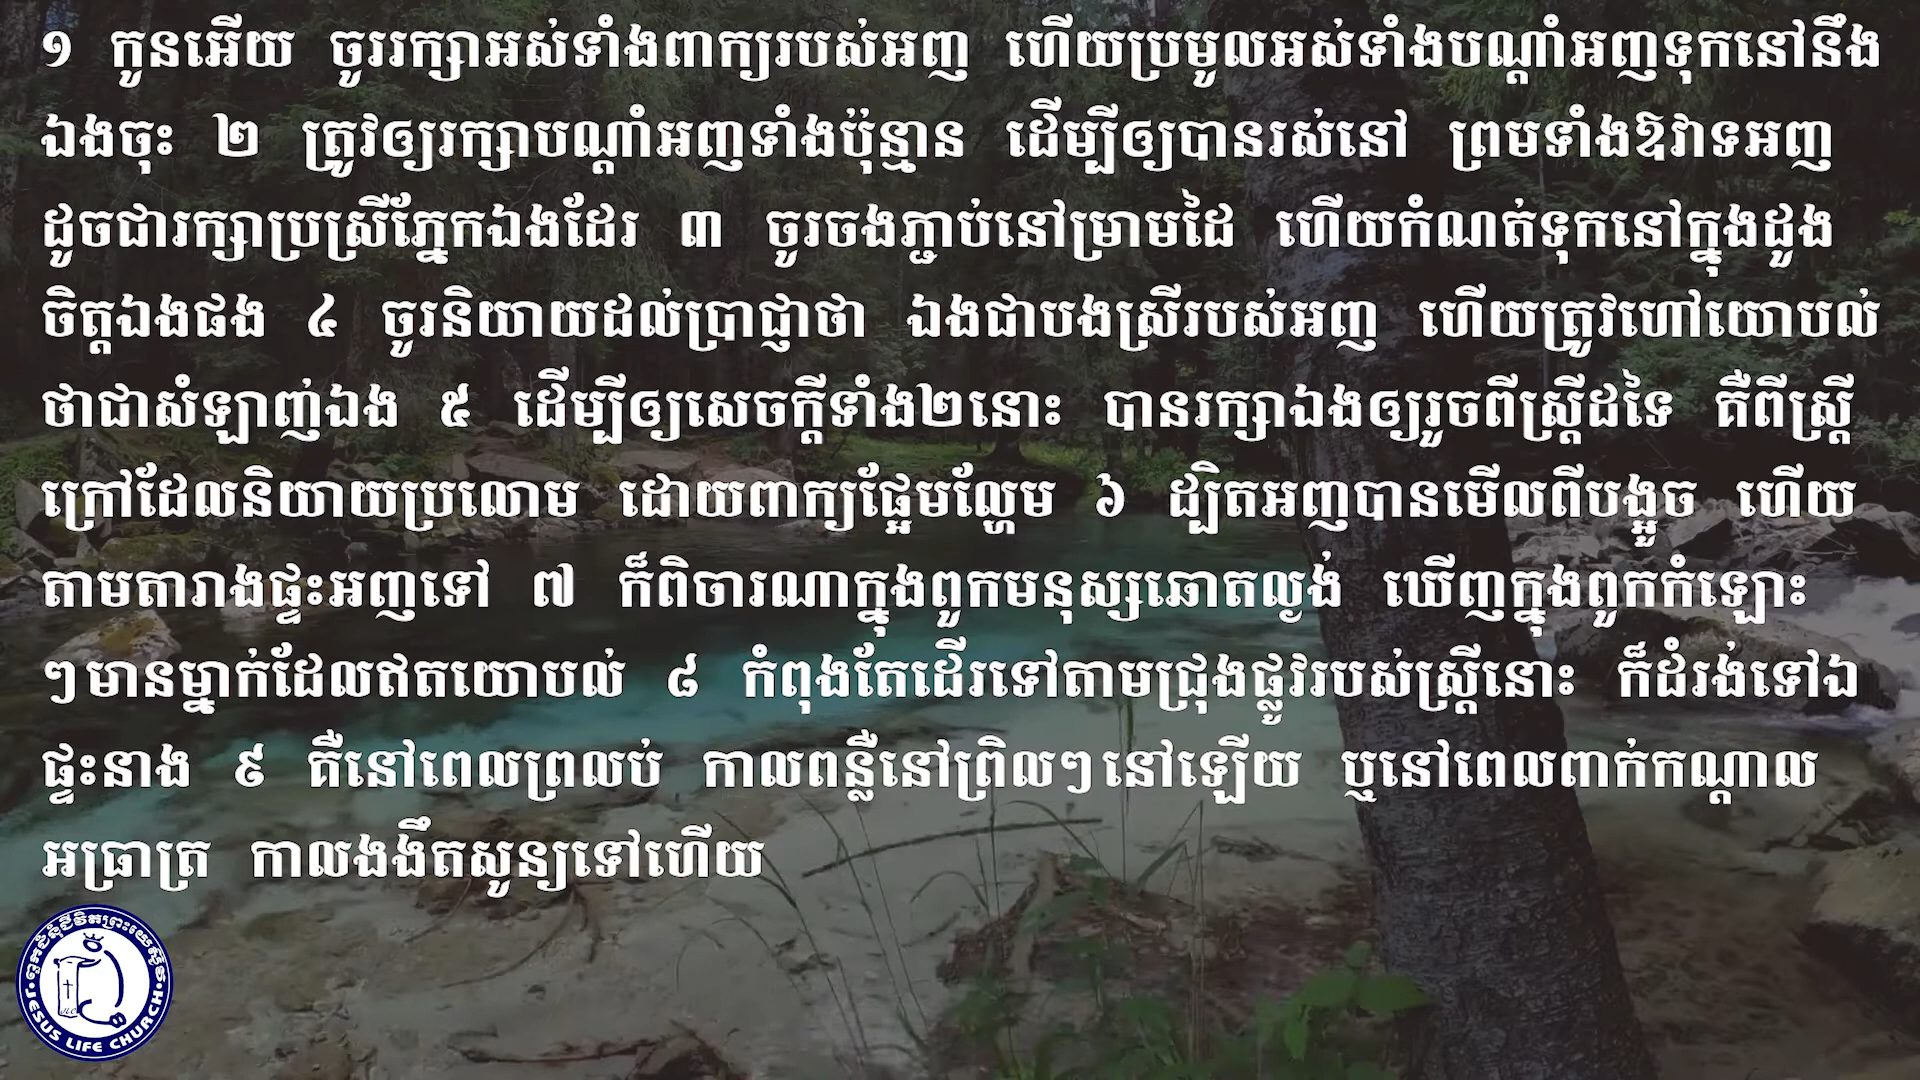 ១ កូនអើយ ចូររក្សាអស់ទាំងពាក្យរបស់អញ ហើយប្រមូលអស់ទាំងបណ្តាំអញទុកនៅនឹង
ឯងចុះ ២ ត្រូវឲ្យរក្សាបណ្តាំអញទាំងប៉ុន្មាន ដើម្បីឲ្យបានរស់នៅ ព្រមទាំងឱវាទអញ
ដូចជារក្សាប្រស្រីភ្នែកឯងដែរ ៣ ចូរចងភ្ជាប់នៅម្រាមដៃ ហើយកំណត់ទុកនៅក្នុងដួង
ចិត្តឯងផង ៤ ចូរនិយាយដល់ប្រាជ្ញាថា ឯងជាបងស្រីរបស់អញ ហើយត្រូវហៅយោបល់
ថាជាសំឡាញ់ឯង ៥ ដើម្បីឲ្យសេចក្តីទាំង២នោះ បានរក្សាឯងឲ្យរួចពីស្ត្រីដទៃ គឺពីស្ត្រី
ក្រៅដែលនិយាយប្រលោម ដោយពាក្យផ្អែមល្ហែម ៦ ដ្បិតអញបានមើលពីបង្អួច ហើយ
តាមតារាងផ្ទះអញទៅ ៧ ក៏ពិចារណាក្នុងពួកមនុស្សឆោតល្ងង់ ឃើញក្នុងពួកកំឡោះ
ៗមានម្នាក់ដែលឥតយោបល់ ៨ កំពុងតែដើរទៅតាមជ្រុងផ្លូវរបស់ស្ត្រីនោះ ក៏ដំរង់ទៅឯ
ផ្ទះនាង ៩ គឺនៅពេលព្រលប់ កាលពន្លឺនៅព្រិលៗនៅឡើយ ឬនៅពេលពាក់កណ្តាល
អធ្រាត្រ កាលងងឹតសូន្យទៅហើយ
ពួកជំនុំជីវិតព្រះយេស៊ូវ
JESUS LIFE CHURCH
JLC